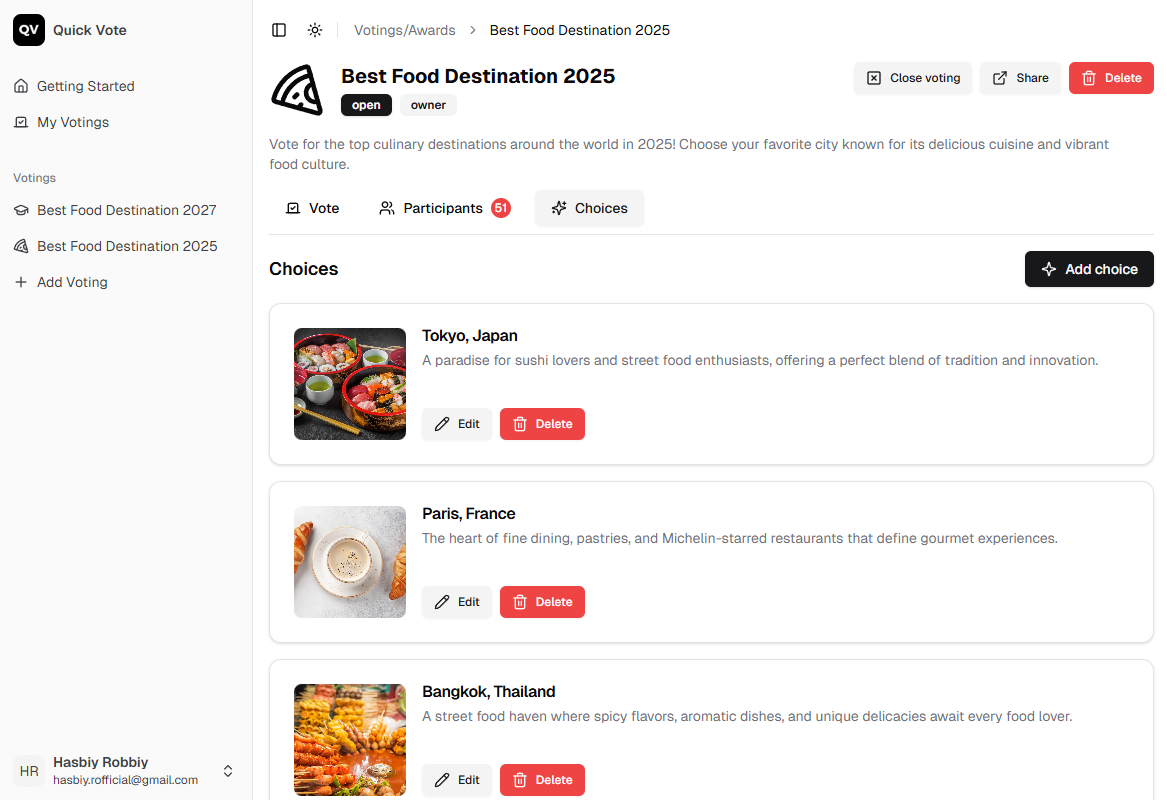 QV Quick Vote
Getting Started
My Votings
Votings
Best Food Destination 2027
Best Food Destination 2025
Add Voting
HR
Hasbiy Robbiy
hasbiy.rofficial@gmail.com
Votings/Awards > Best Food Destination 2025
Best Food Destination 2025
open owner
Close voting Share Delete
Vote for the top culinary destinations around the world in 2025! Choose your favorite city known for its delicious cuisine and vibrant
food culture.
Vote Participants 51 Choices
Choices Add choice
Tokyo, Japan
A paradise for sushi lovers and street food enthusiasts, offering a perfect blend of tradition and innovation.
Edit Delete
Paris, France
The heart of fine dining, pastries, and Michelin-starred restaurants that define gourmet experiences.
Edit Delete
Bangkok, Thailand
A street food haven where spicy flavors, aromatic dishes, and unique delicacies await every food lover.
Edit Delete